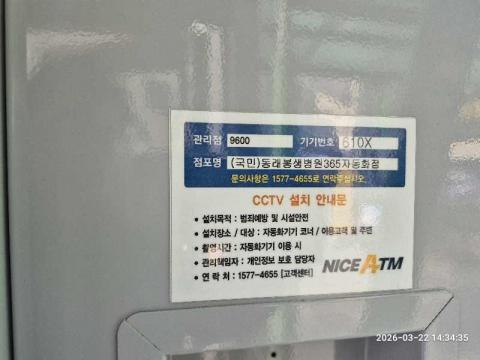 관리점 9600 기기번호 610X
점포명 (국민)동래봉생병원365자동화점
문의사항은 1577-4655로 연락주십시오.
CCTV 설치 안내문
• 설치목적 : 범죄예방 및 시설안전
• 설치장소 / 대상 : 자동화기기 코너 / 이용고객 및 주변
• 촬영시간 : 자동화기기 이용 시
• 관리책임자 : 개인정보 보호 담당자
• 연 락 처 : 1577-4655 [고객센터]
NICE ATM
2026-03-22 14:34:35